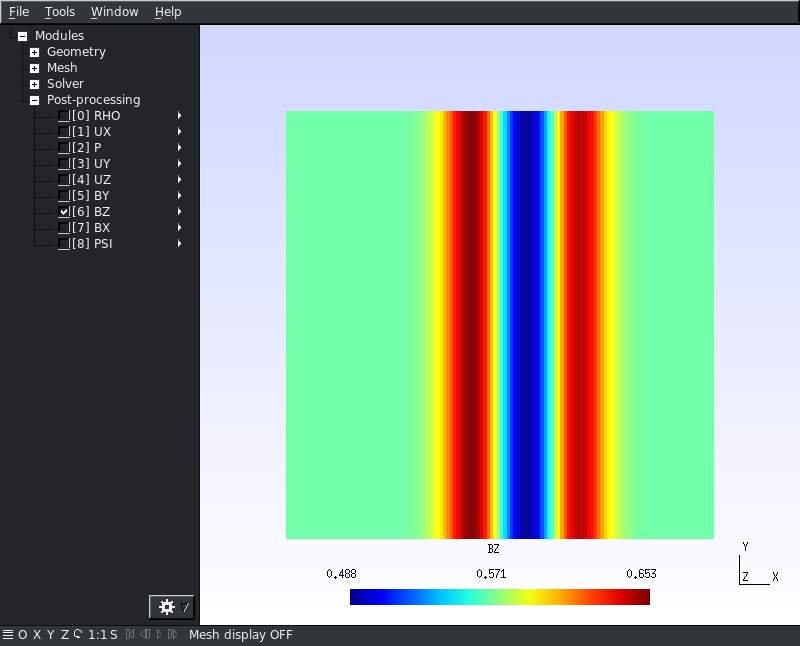 File Tools Window Help
Modules
Geometry
Mesh
Solver
Post-processing
[0] RHO
[1] UX
[2] P
[3] UY
[4] UZ
[5] BY
[6] BZ
[7] BX
[8] PSI
BZ
0.488 0.571 0.653
Y
Z X
O X Y Z 1:1 S Mesh display OFF